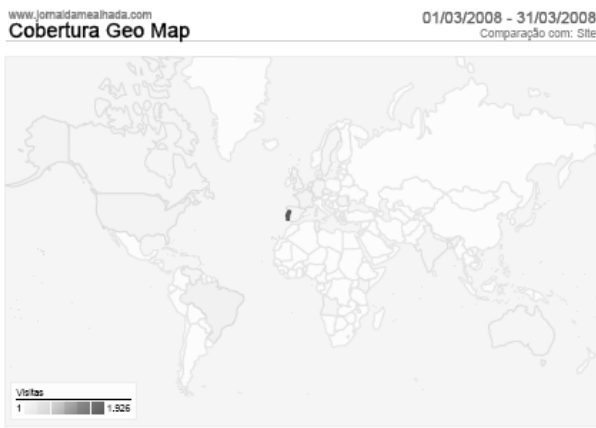 www.jornaldamealhada.com
Cobertura Geo Map
01/03/2008 - 31/03/2008
Comparação com: Site
Visitas
1 1.926